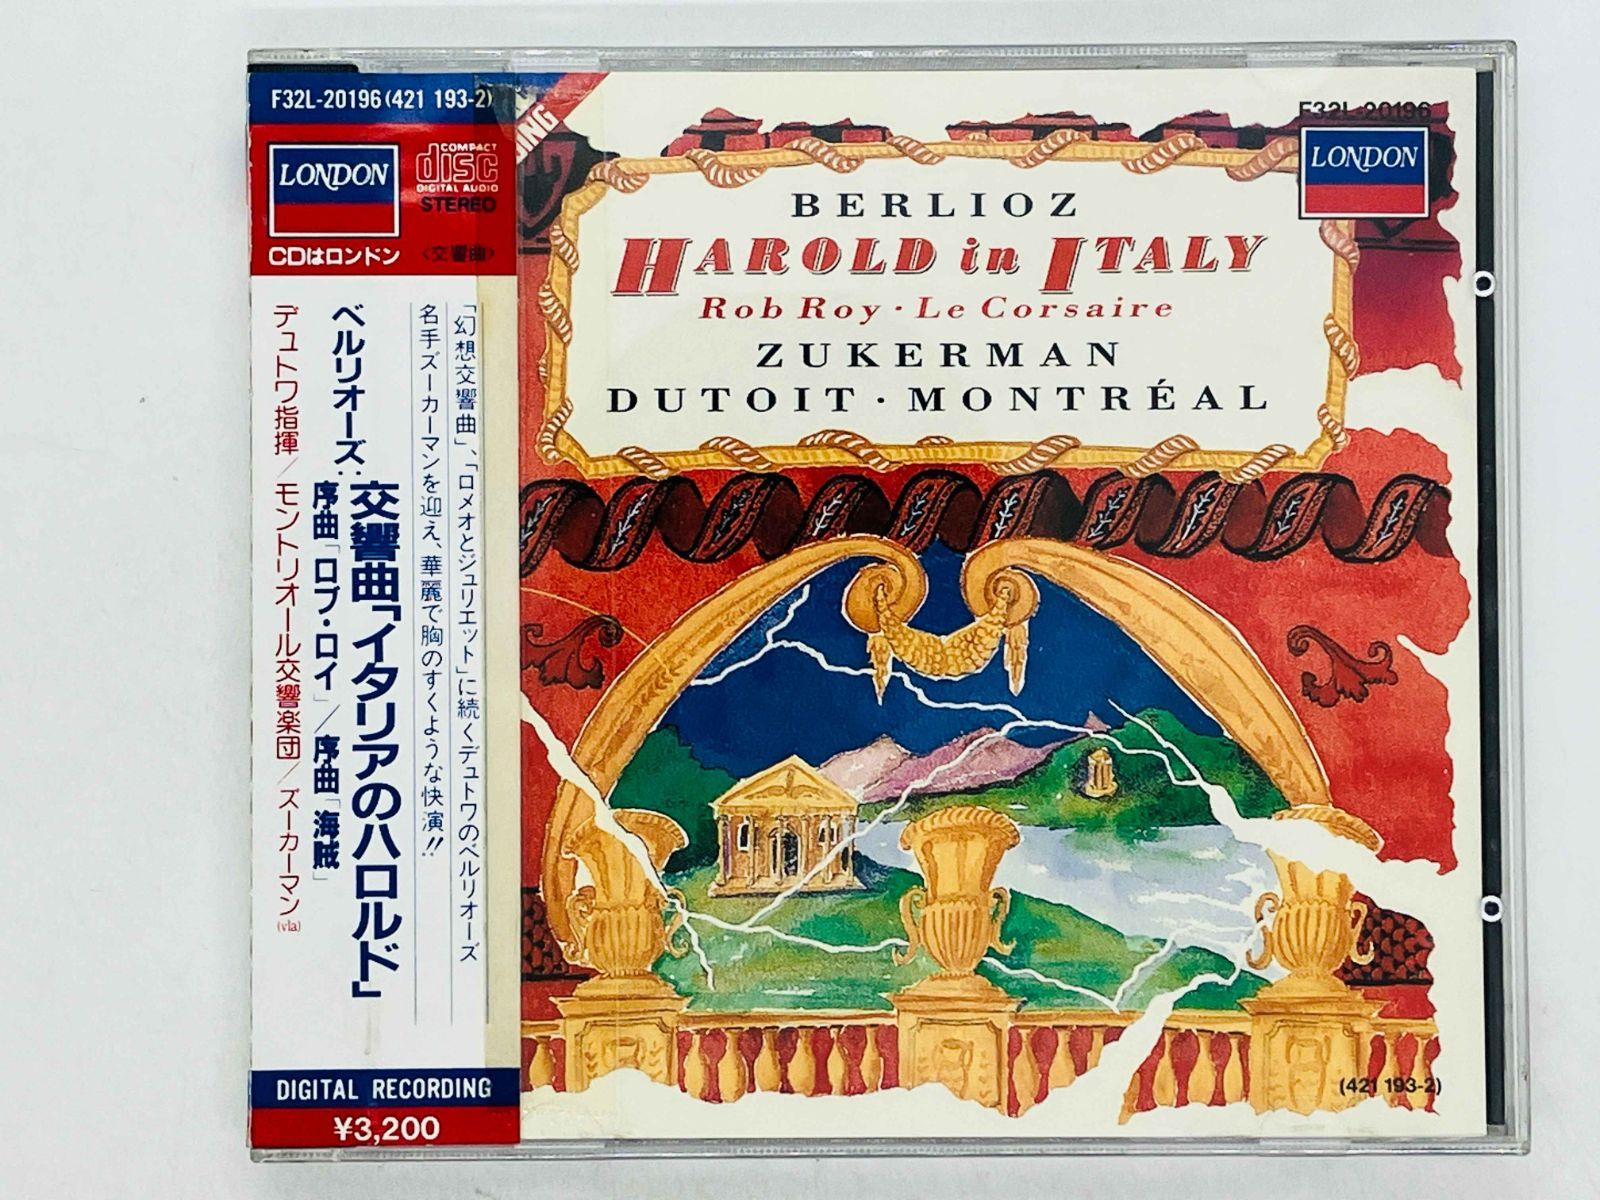 F32L-20196(421 193-2)
LONDON
COMPACT
disc
DIGITAL AUDIO
STEREO
CDはロンドン
〈交響曲〉
「幻想交響曲」、「ロメオとジュリエット」に続くデュトワのベルリオーズ
名手ズーカーマンを迎え、華麗で胸のすくような快演!!
ベルリオーズ:交響曲「イタリアのハロルド」
序曲「ロブ・ロイ」/序曲「海賊」
デュトワ指揮/モントリオール交響楽団/ズーカーマン(vla)
DIGITAL RECORDING
¥3,200
F32L-20196
LONDON
BERLIOZ
HAROLD in ITALY
Rob Roy · Le Corsaire
ZUKERMAN
DUTOIT · MONTRÉAL
(421 193-2)